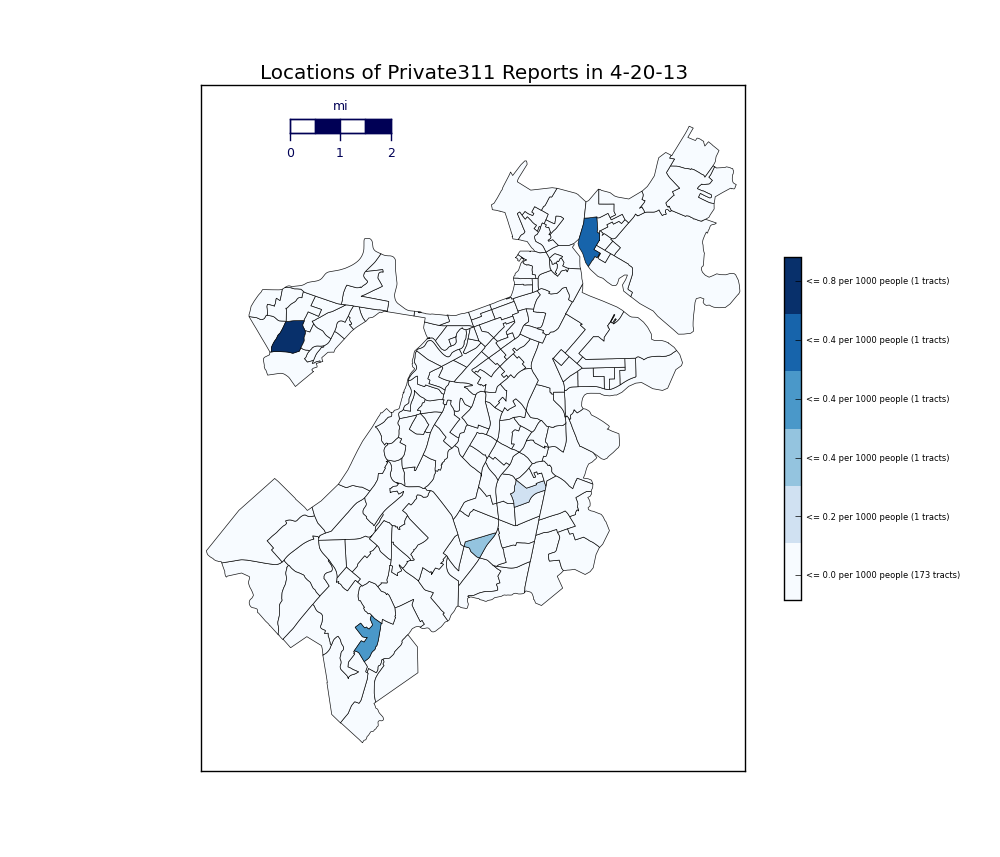 Locations of Private311 Reports in 4-20-13
mi
0 1 2
<= 0.8 per 1000 people (1 tracts)
<= 0.4 per 1000 people (1 tracts)
<= 0.4 per 1000 people (1 tracts)
<= 0.4 per 1000 people (1 tracts)
<= 0.2 per 1000 people (1 tracts)
<= 0.0 per 1000 people (173 tracts)